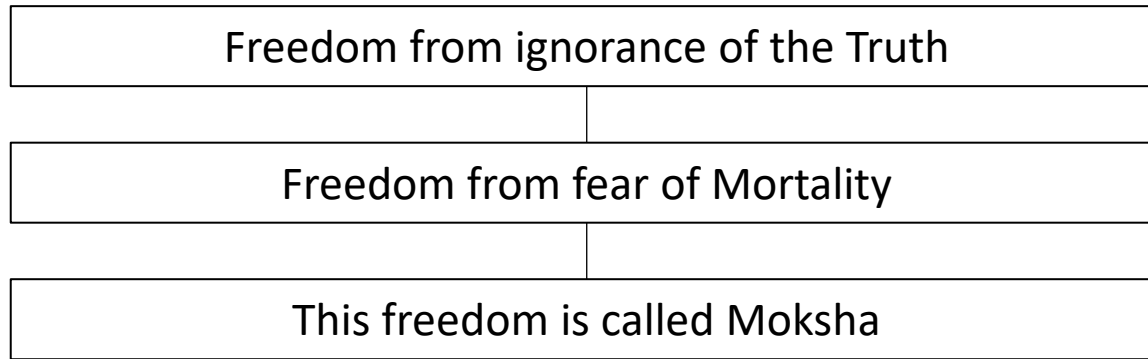 Freedom from ignorance of the Truth
Freedom from fear of Mortality
This freedom is called Moksha